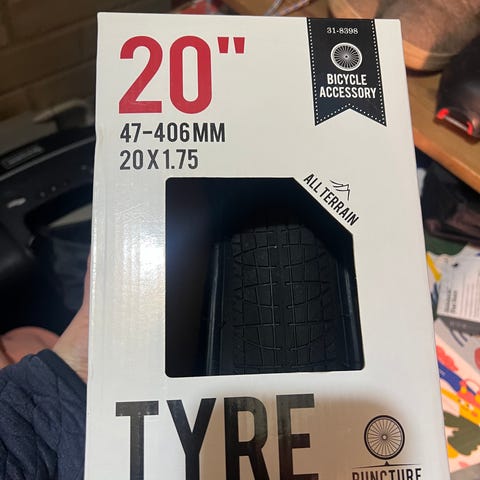 20"
31-8398
BICYCLE
ACCESSORY
47-406MM
20X1.75
ALL TERRAIN
TYRE
PUNCTURE